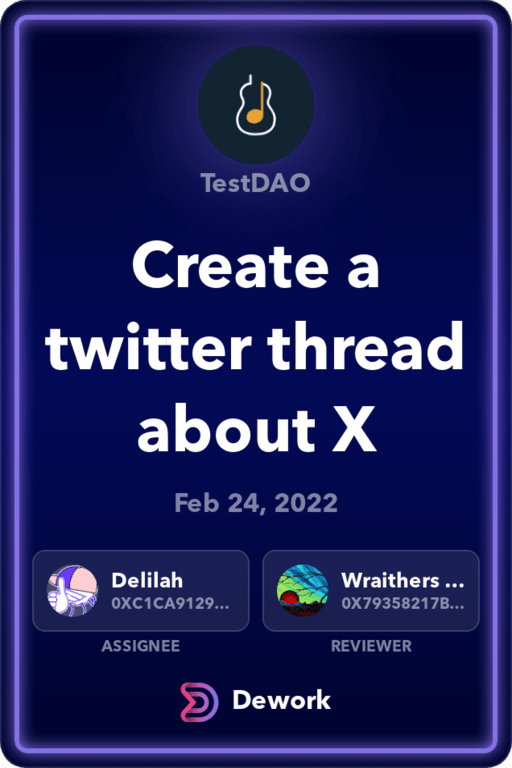 TestDAO
Create a
twitter thread
about X
Feb 24, 2022
Delilah
0XC1CA9129...
ASSIGNEE
Wraithers ...
0X79358217B...
REVIEWER
Dework